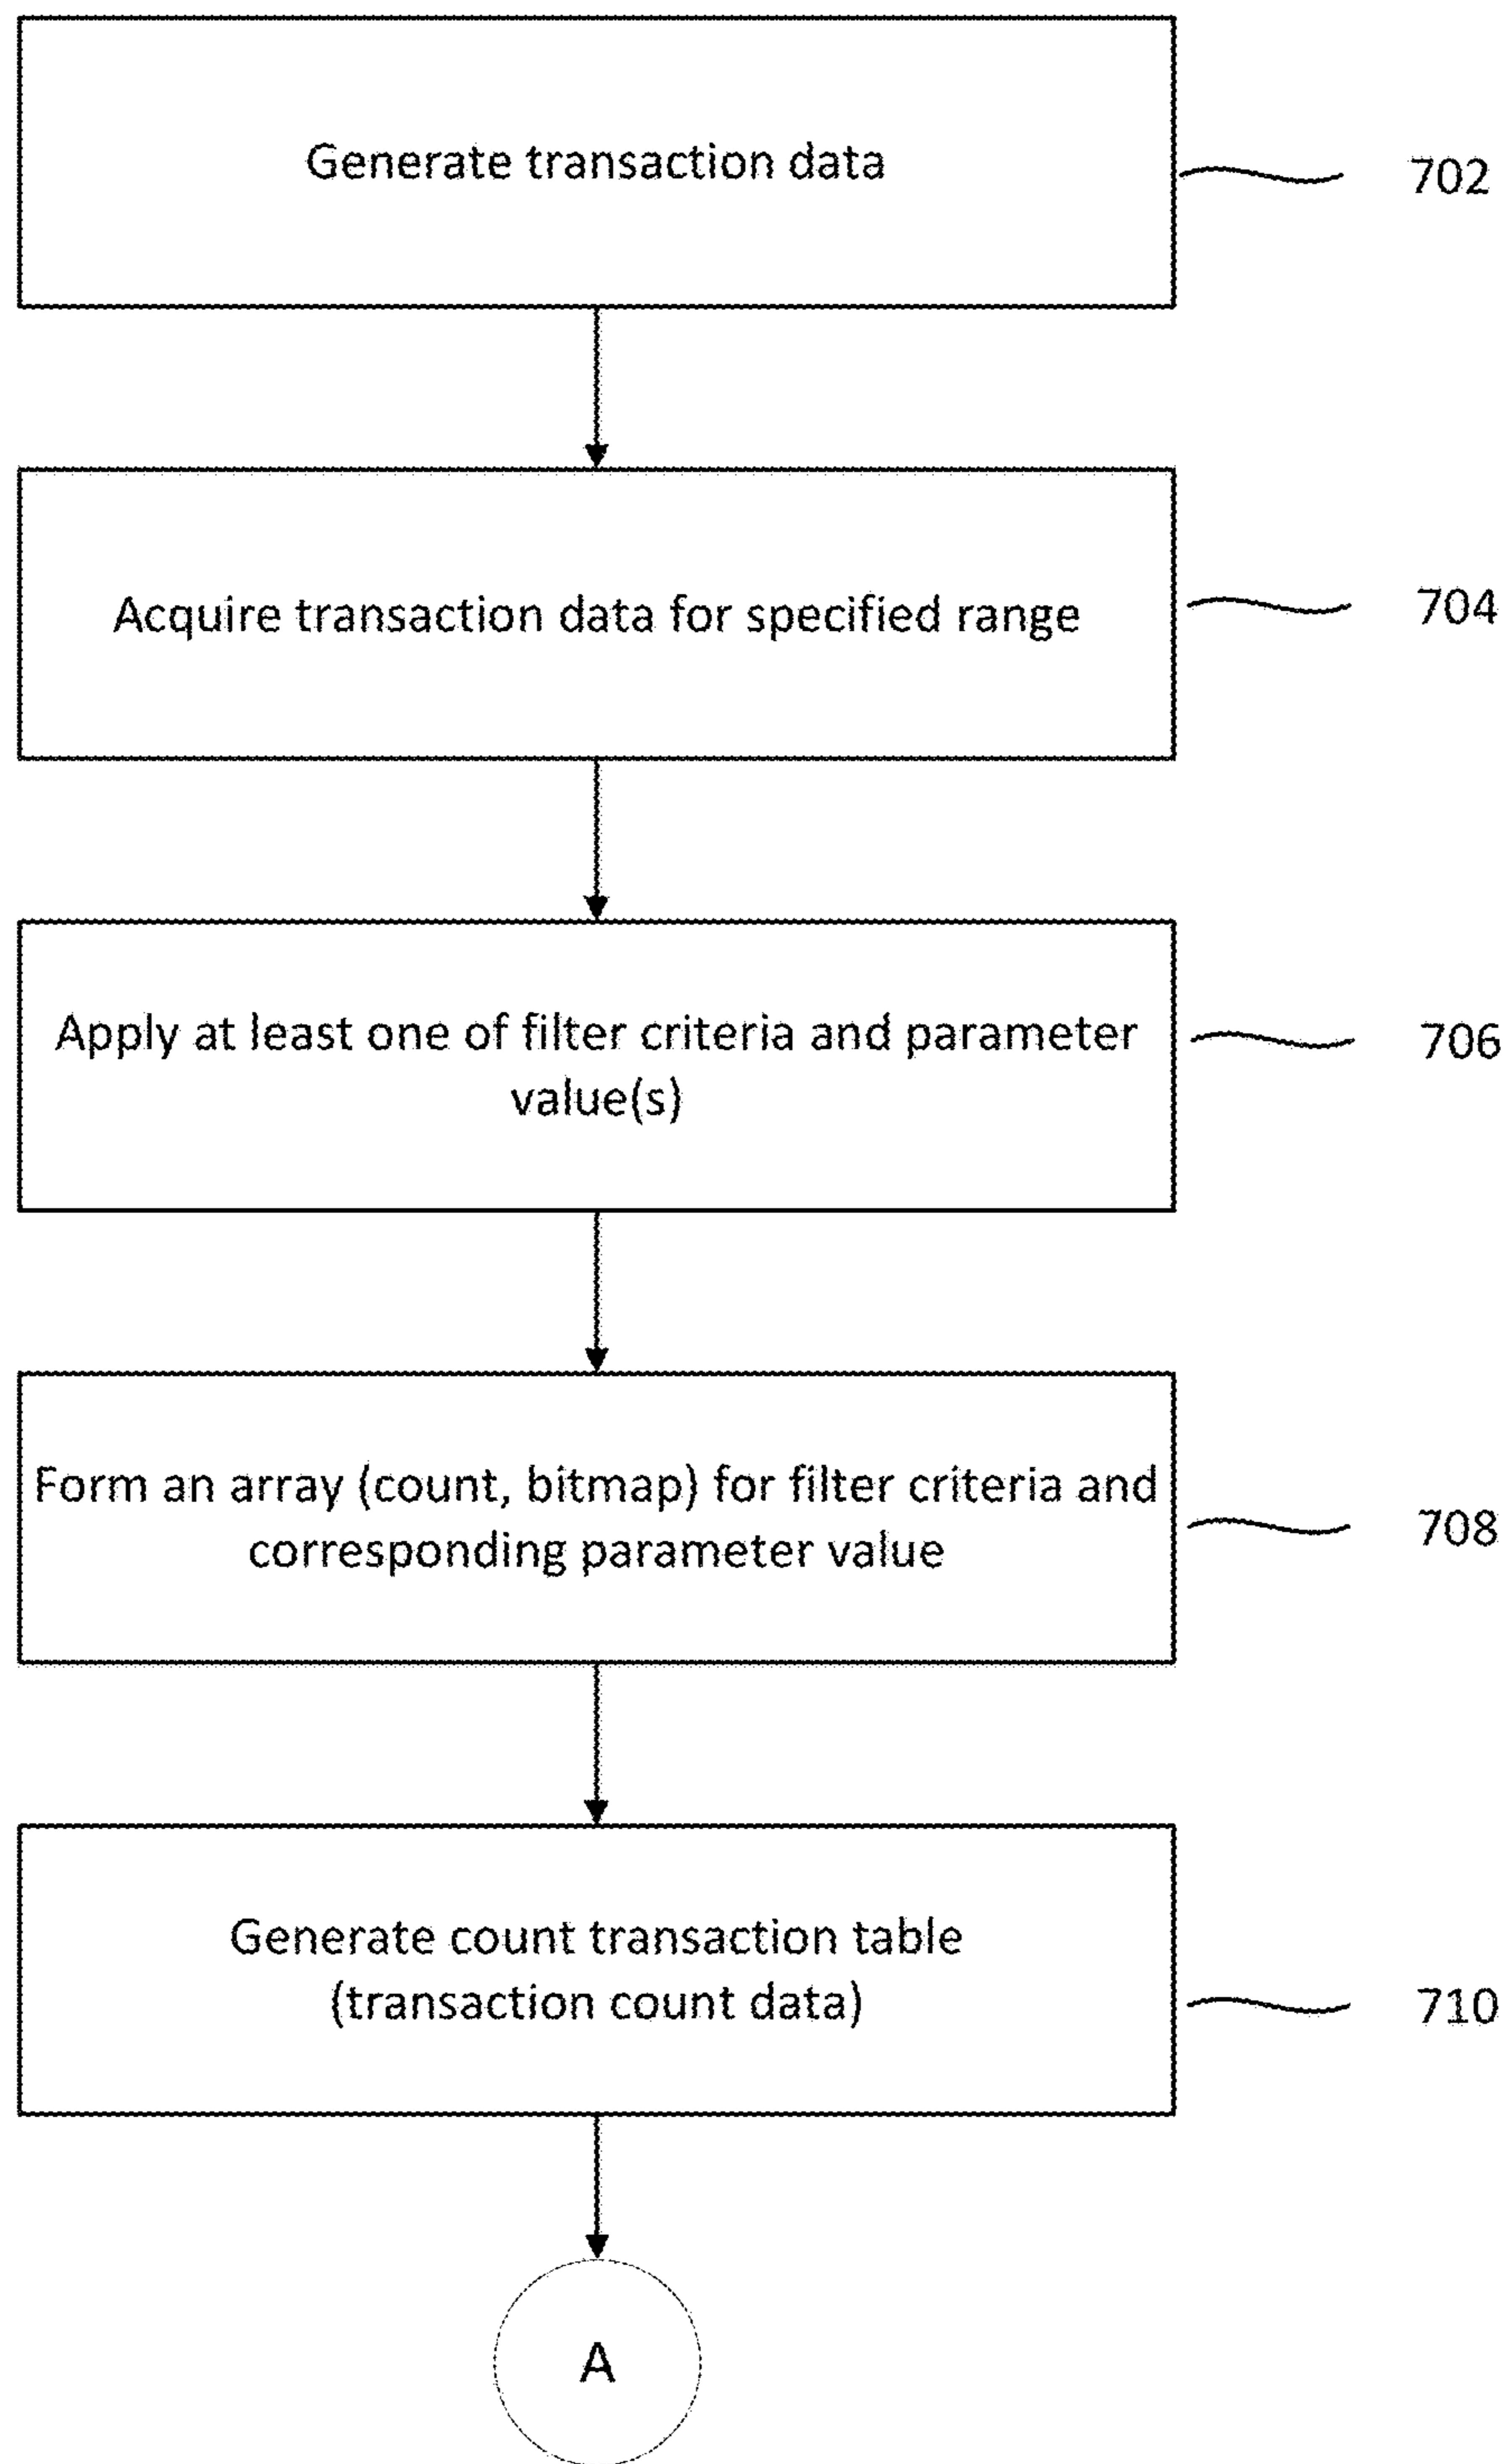 Generate transaction data
702
Acquire transaction data for specified range
704
Apply at least one of filter criteria and parameter
value(s)
706
Form an array (count, bitmap) for filter criteria and
corresponding parameter value
708
Generate count transaction table
(transaction count data)
710
A